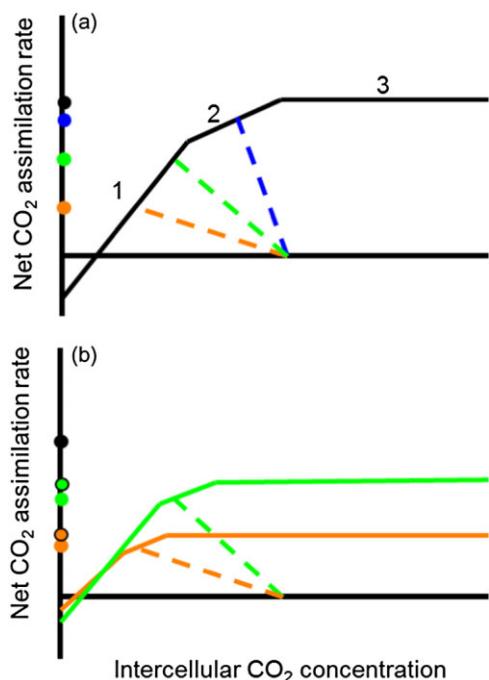 (a)
3
2
1
Net CO₂ assimilation rate
(b)
Net CO₂ assimilation rate
Intercellular CO₂ concentration